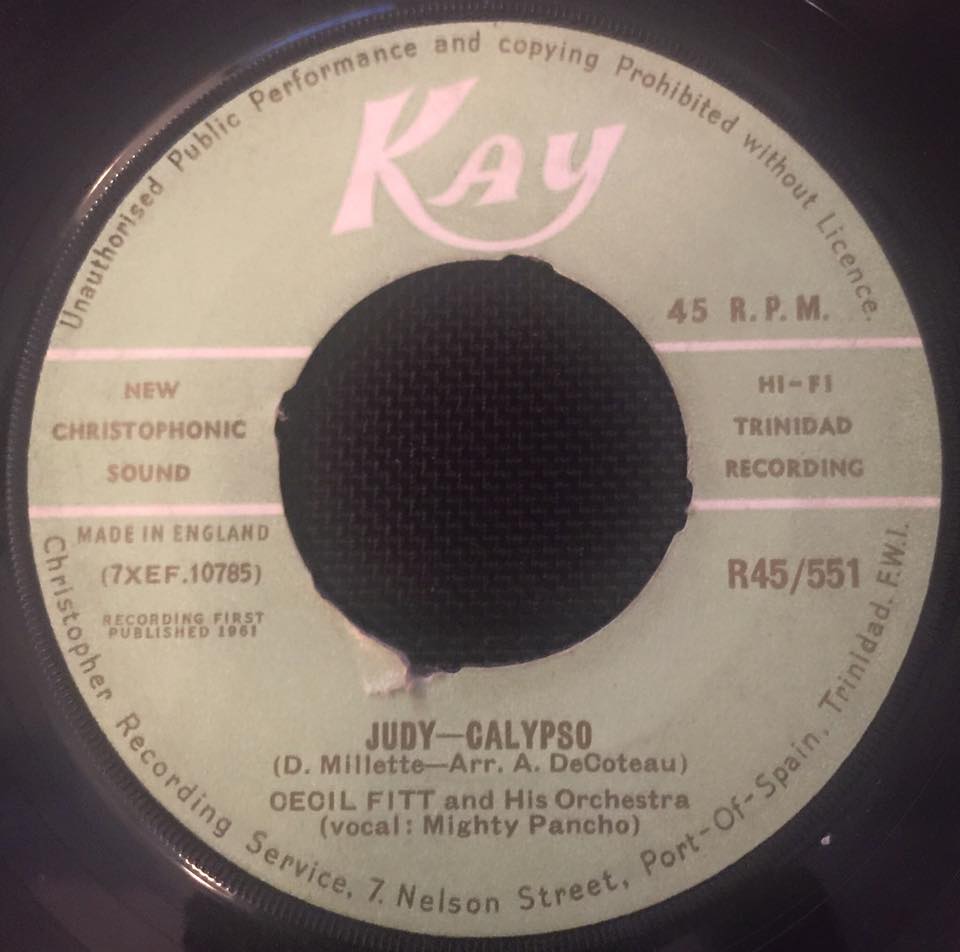 Unauthorised Public Performance and copying Prohibited without Licence.
KAY
45 R.P.M.
NEW
CHRISTOPHONIC
SOUND
HI-FI
TRINIDAD
RECORDING
MADE IN ENGLAND
(7XEF.10785)
RECORDING FIRST
PUBLISHED 1961
R45/551
JUDY—CALYPSO
(D. Millette—Arr. A. DeCoteau)
CECIL FITT and His Orchestra
(vocal: Mighty Pancho)
Christopher Recording Service, 7. Nelson Street, Port-Of-Spain, Trinidad. F.W.I.